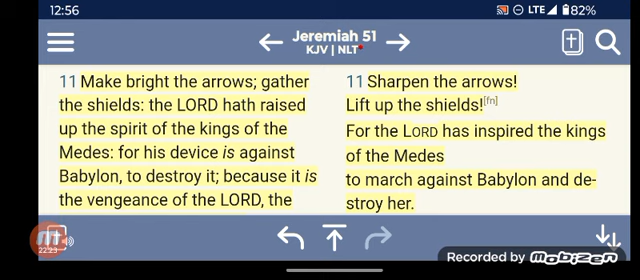 12:56
LTE 82%
Jeremiah 51
KJV | NLT
11 Make bright the arrows; gather
the shields: the LORD hath raised
up the spirit of the kings of the
Medes: for his device is against
Babylon, to destroy it; because it is
the vengeance of the LORD, the
11 Sharpen the arrows!
Lift up the shields![fn]
For the LORD has inspired the kings
of the Medes
to march against Babylon and de-
stroy her.
22:23
Recorded by Mobizen